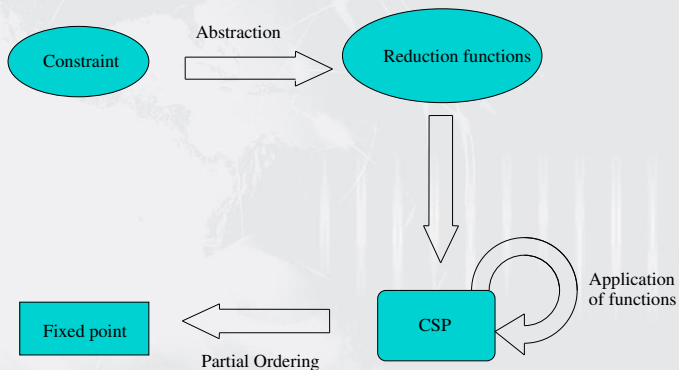 Abstraction
Constraint
Reduction functions
Application
of functions
CSP
Fixed point
Partial Ordering